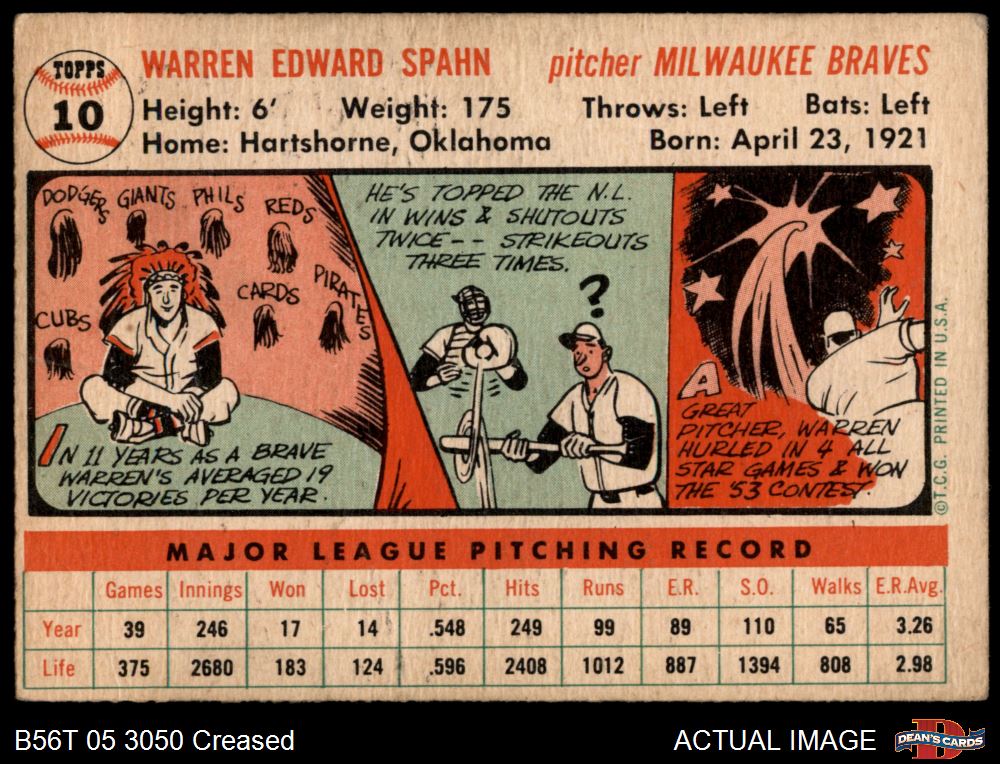 TOPPS
10
WARREN EDWARD SPAHN pitcher MILWAUKEE BRAVES
Height: 6' Weight: 175 Throws: Left Bats: Left
Home: Hartshorne, Oklahoma Born: April 23, 1921
DODGERS GIANTS PHILS REDS
CUBS CARDS PIRATES
IN 11 YEARS AS A BRAVE
WARREN'S AVERAGED 19
VICTORIES PER YEAR.
HE'S TOPPED THE N.L.
IN WINS & SHUTOUTS
TWICE-- STRIKEOUTS
THREE TIMES.
?
A
GREAT
PITCHER, WARREN
HURLED IN 4 ALL
STAR GAMES & WON
THE '53 CONTEST.
©T.C.G. PRINTED IN U.S.A.
MAJOR LEAGUE PITCHING RECORD
Games Innings Won Lost Pct. Hits Runs E.R. S.O. Walks E.R.Avg.
Year 39 246 17 14 .548 249 99 89 110 65 3.26
Life 375 2680 183 124 .596 2408 1012 887 1394 808 2.98
B56T 05 3050 Creased ACTUAL IMAGE DEAN'S CARDS